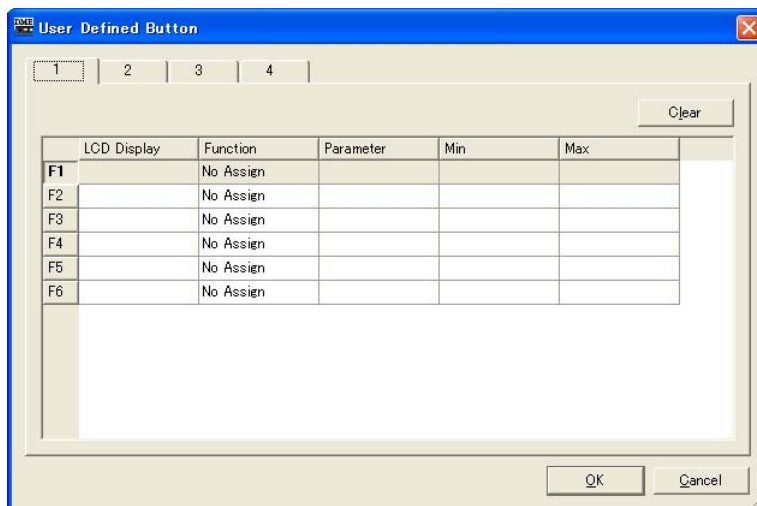 DME User Defined Button
1 2 3 4
Clear
LCD Display Function Parameter Min Max
F1 No Assign
F2 No Assign
F3 No Assign
F4 No Assign
F5 No Assign
F6 No Assign
OK Cancel